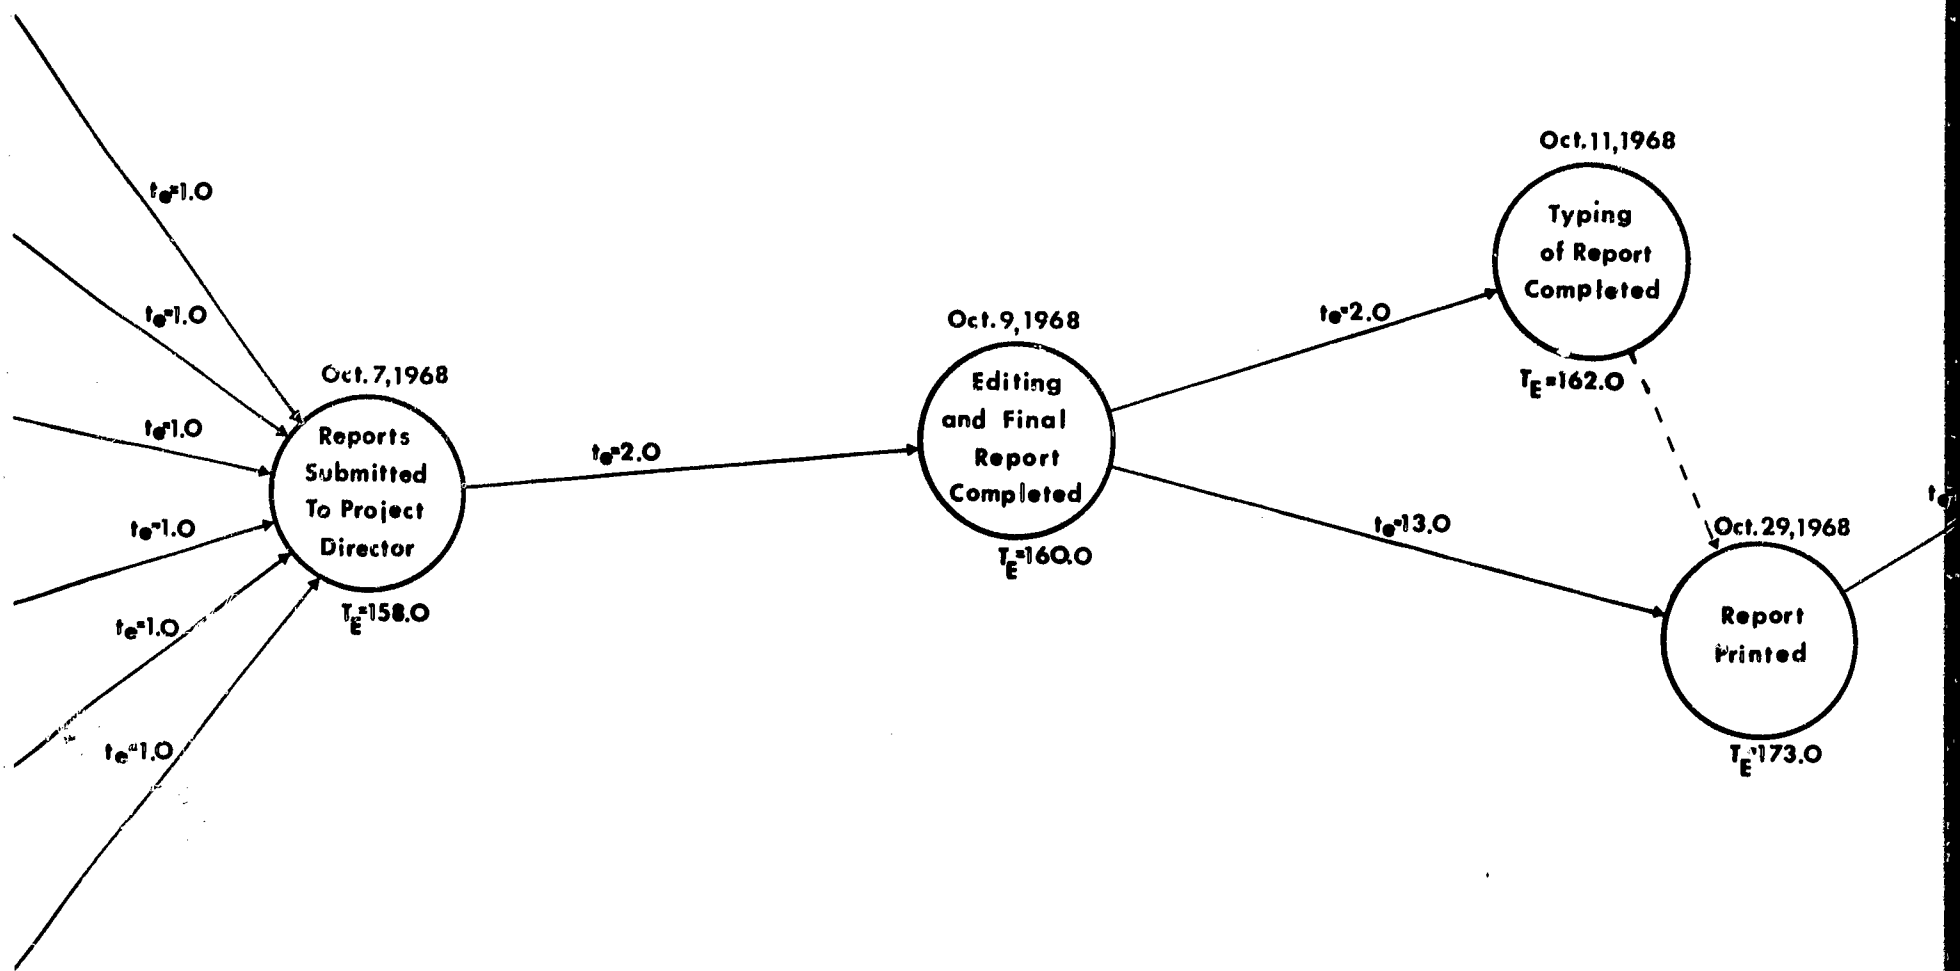 te=1.0
te=1.0
te=1.0
te=1.0
te=1.0
te=1.0
Oct. 7, 1968
Reports
Submitted
To Project
Director
TE=158.0
te=2.0
Oct. 9, 1968
Editing
and Final
Report
Completed
TE=160.0
te=2.0
Oct. 11, 1968
Typing
of Report
Completed
TE=162.0
te=13.0
Oct. 29, 1968
Report
Printed
TE=173.0
te